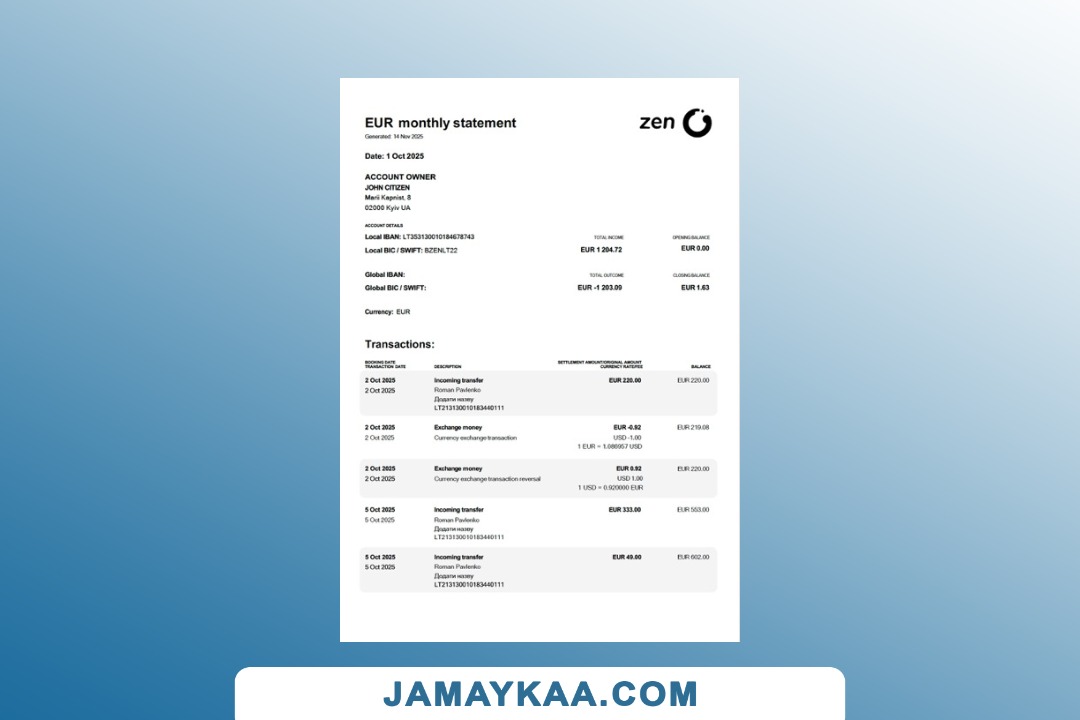 EUR monthly statement
zen
Generated: 14 Nov 2025
Date: 1 Oct 2025
ACCOUNT OWNER
JOHN CITIZEN
Marii Kapnist, 8
02000 Kyiv UA
ACCOUNT DETAILS
Local IBAN: LT353130010184678743
TOTAL INCOME OPENING BALANCE
Local BIC / SWIFT: BZENLT22
EUR 1 204.72 EUR 0.00
Global IBAN:
TOTAL OUTCOME CLOSING BALANCE
Global BIC / SWIFT:
EUR -1 203.09 EUR 1.63
Currency: EUR
Transactions:
BOOKING DATE SETTLEMENT AMOUNT/ORIGINAL AMOUNT
TRANSACTION DATE DESCRIPTION CURRENCY RATE/FEE BALANCE
2 Oct 2025 Incoming transfer EUR 220.00 EUR 220.00
2 Oct 2025 Roman Pavlenko
Додати назву
LT213130010183440111
2 Oct 2025 Exchange money EUR -0.92 EUR 219.08
2 Oct 2025 Currency exchange transaction USD -1.00
1 EUR = 1.080957 USD
2 Oct 2025 Exchange money EUR 0.92 EUR 220.00
2 Oct 2025 Currency exchange transaction reversal USD 1.00
1 USD = 0.920000 EUR
5 Oct 2025 Incoming transfer EUR 333.00 EUR 553.00
5 Oct 2025 Roman Pavlenko
Додати назву
LT213130010183440111
5 Oct 2025 Incoming transfer EUR 49.00 EUR 602.00
5 Oct 2025 Roman Pavlenko
Додати назву
LT213130010183440111
JAMAYKAA.COM